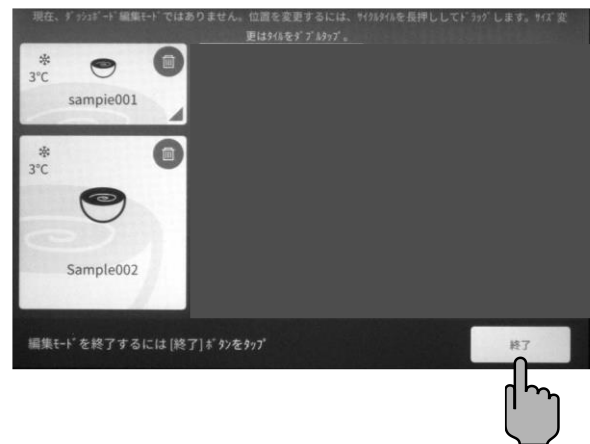 現在、ﾀﾞｯｼｭﾎﾞｰﾄﾞ編集ﾓｰﾄﾞではありません。位置を変更するには、ｻｲｸﾙﾀｲﾙを長押ししてﾄﾞﾗｯｸﾞします。ｻｲｽﾞ変
更はﾀｲﾙをﾀﾞﾌﾞﾙﾀｯﾌﾟ。
3°C
sampie001
3°C
Sample002
編集ﾓｰﾄﾞを終了するには [終了] ﾎﾞﾀﾝをﾀｯﾌﾟ
終了